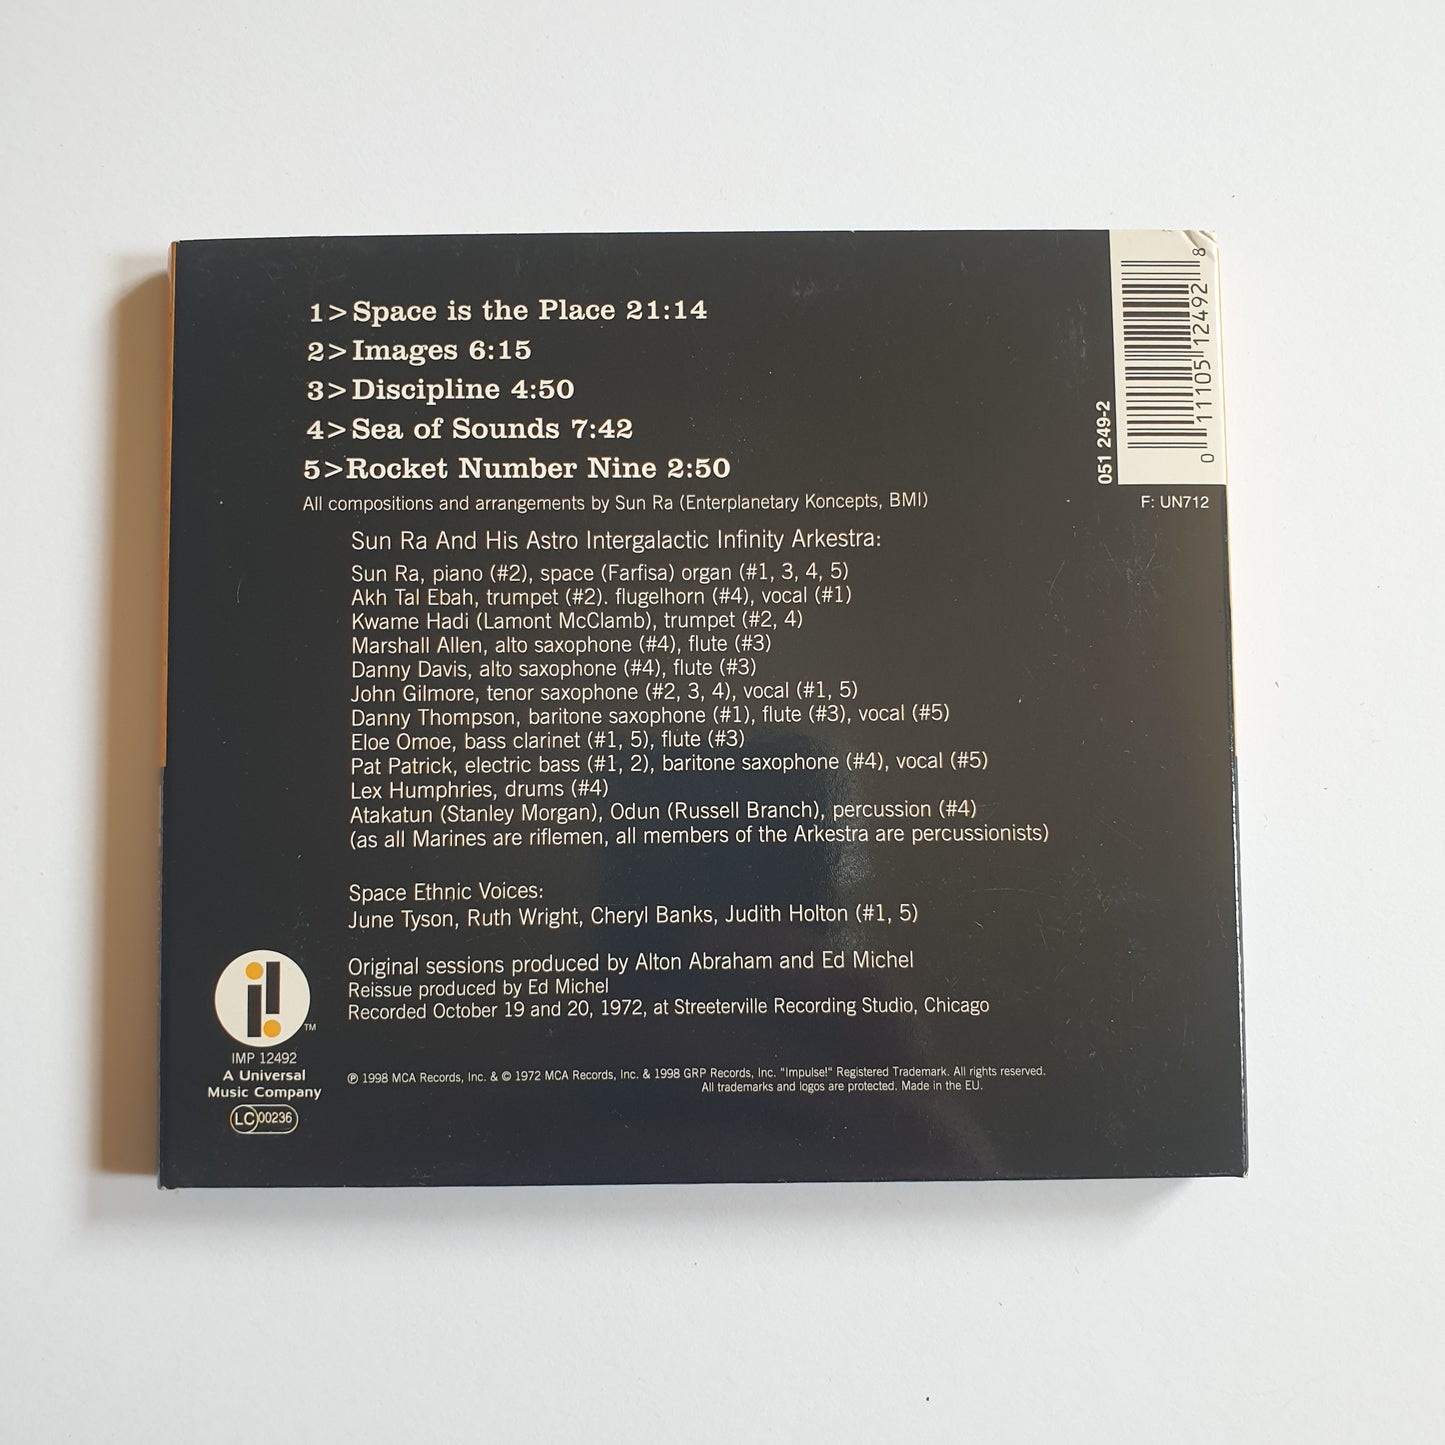 1>Space is the Place 21:14
2>Images 6:15
3>Discipline 4:50
4>Sea of Sounds 7:42
5>Rocket Number Nine 2:50
All compositions and arrangements by Sun Ra (Enterplanetary Koncepts, BMI)
Sun Ra And His Astro Intergalactic Infinity Arkestra:
Sun Ra, piano (#2), space (Farfisa) organ (#1, 3, 4, 5)
Akh Tal Ebah, trumpet (#2). flugelhorn (#4), vocal (#1)
Kwame Hadi (Lamont McClamb), trumpet (#2, 4)
Marshall Allen, alto saxophone (#4), flute (#3)
Danny Davis, alto saxophone (#4), flute (#3)
John Gilmore, tenor saxophone (#2, 3, 4), vocal (#1, 5)
Danny Thompson, baritone saxophone (#1), flute (#3), vocal (#5)
Eloe Omoe, bass clarinet (#1, 5), flute (#3)
Pat Patrick, electric bass (#1, 2), baritone saxophone (#4), vocal (#5)
Lex Humphries, drums (#4)
Atakatun (Stanley Morgan), Odun (Russell Branch), percussion (#4)
(as all Marines are riflemen, all members of the Arkestra are percussionists)
Space Ethnic Voices:
June Tyson, Ruth Wright, Cheryl Banks, Judith Holton (#1, 5)
Original sessions produced by Alton Abraham and Ed Michel
Reissue produced by Ed Michel
Recorded October 19 and 20, 1972, at Streeterville Recording Studio, Chicago
℗ 1998 MCA Records, Inc. & © 1972 MCA Records, Inc. & 1998 GRP Records, Inc. "Impulse!" Registered Trademark. All rights reserved.
All trademarks and logos are protected. Made in the EU.
TM
IMP 12492
A Universal
Music Company
LC 00236
051 249-2
0 11105 12492 8
F: UN712